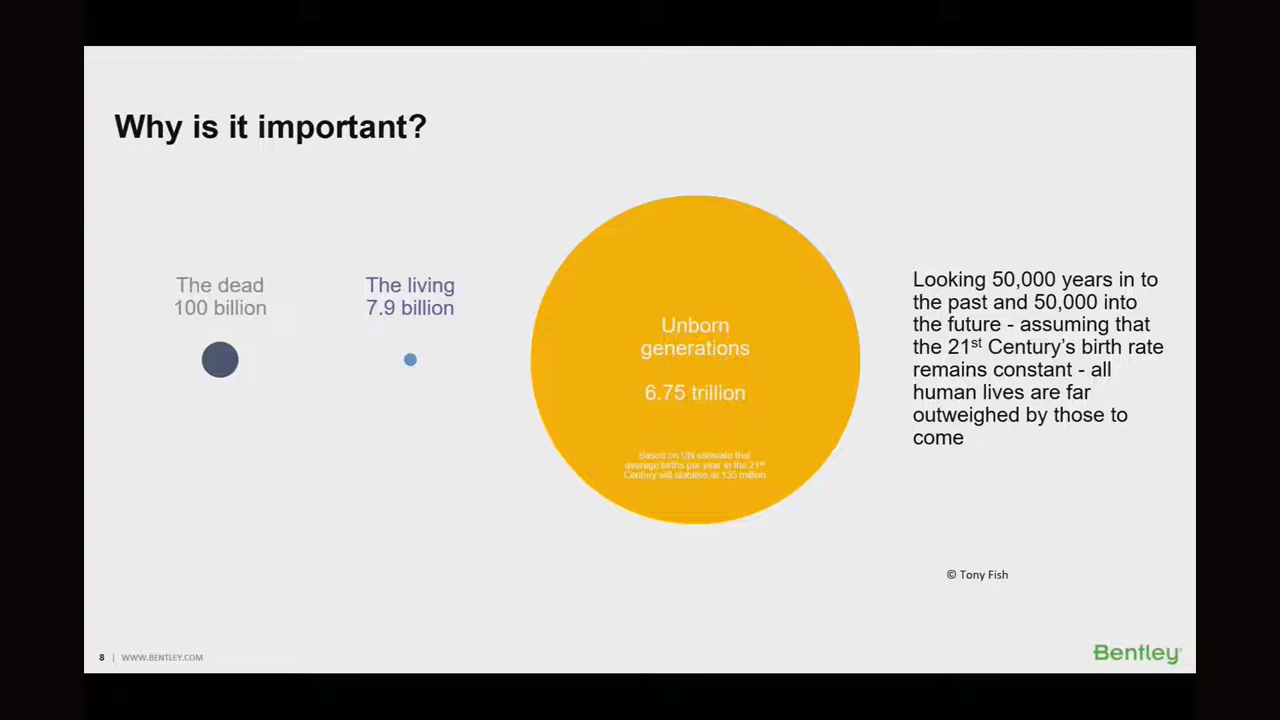 Why is it important?
The dead
100 billion
The living
7.9 billion
Unborn
generations
6.75 trillion
Based on UN estimate that
average births per year in the 21st
Century will stabilise at 135 million
Looking 50,000 years in to
the past and 50,000 into
the future - assuming that
the 21st Century's birth rate
remains constant - all
human lives are far
outweighed by those to
come
© Tony Fish
8 | WWW.BENTLEY.COM
Bentley